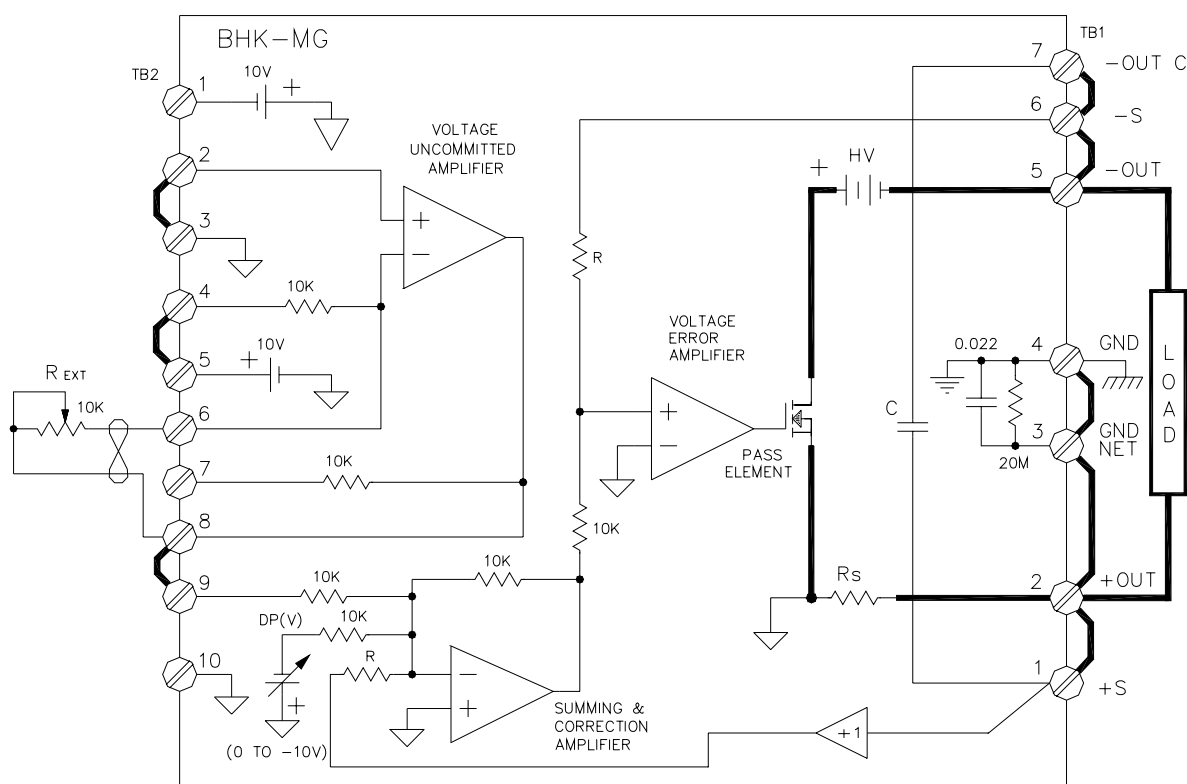 BHK-MG
TB1
7
-OUT C
TB2
1
10V
+
6
-S
VOLTAGE
UNCOMMITTED
AMPLIFIER
2
+
HV
5
-OUT
+
−
3
R
4
10K
VOLTAGE
ERROR
AMPLIFIER
0.022
4
GND
LOAD
5
+
10V
R EXT
10K
6
+
−
C
3
GND
NET
20M
PASS
ELEMENT
7
10K
8
10K
10K
9
10K
Rs
2
+OUT
DP(V)
10K
R
10
−
+
1
+S
+
(0 TO -10V)
SUMMING &
CORRECTION
AMPLIFIER
+1